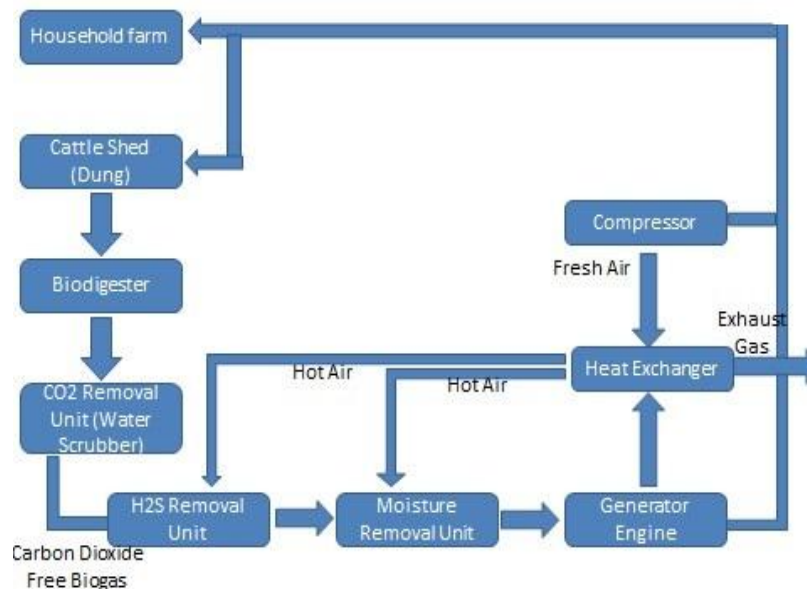 Household farm
Cattle Shed
(Dung)
Compressor
Fresh Air
Biodigester
Exhaust
Gas
Hot Air
Hot Air
Heat Exchanger
CO2 Removal
Unit (Water
Scrubber)
H2S Removal
Unit
Moisture
Removal Unit
Generator
Engine
Carbon Dioxide
Free Biogas